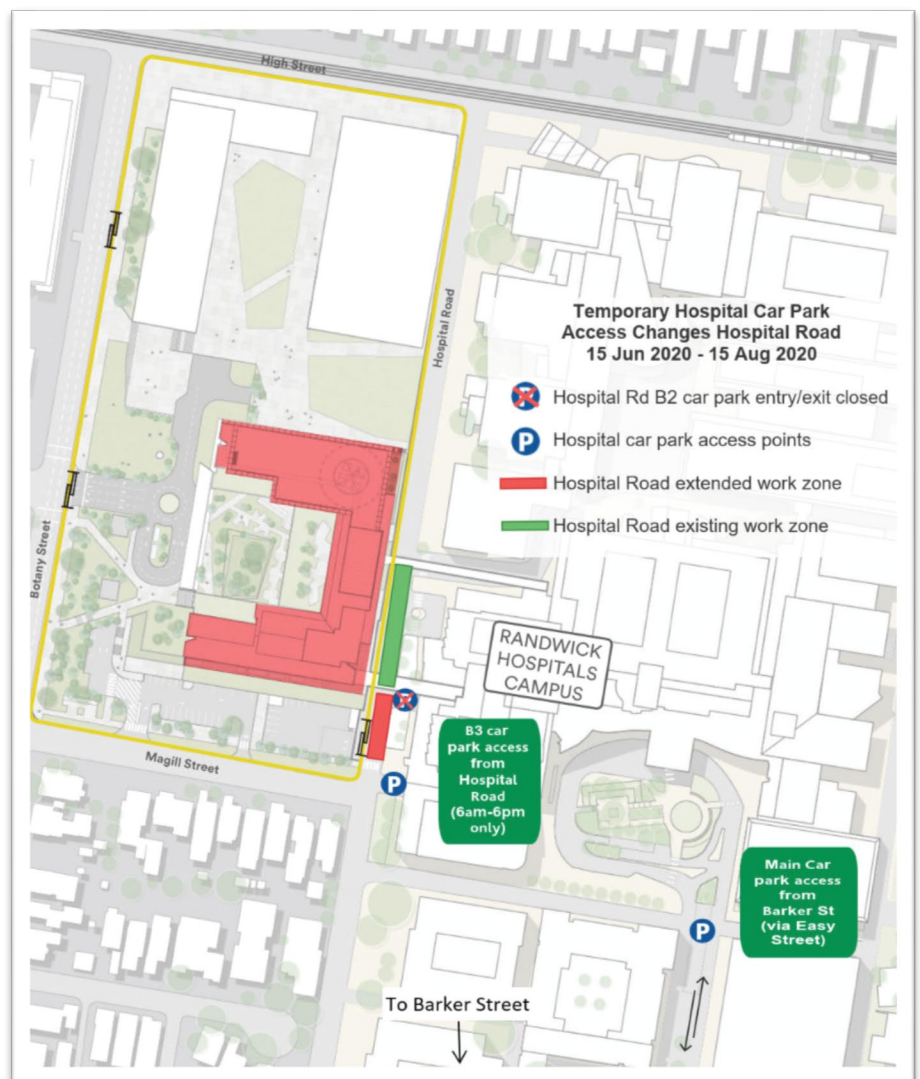 High Street
Hospital Road
Temporary Hospital Car Park
Access Changes Hospital Road
15 Jun 2020 - 15 Aug 2020
Hospital Rd B2 car park entry/exit closed
P
Hospital car park access points
Hospital Road extended work zone
Hospital Road existing work zone
Botany Street
RANDWICK
HOSPITALS
CAMPUS
B3 car
park access
from
Hospital
Road
(6am-6pm
only)
Magill Street
P
Main Car
park access
from
Barker St
(via Easy
Street)
P
To Barker Street